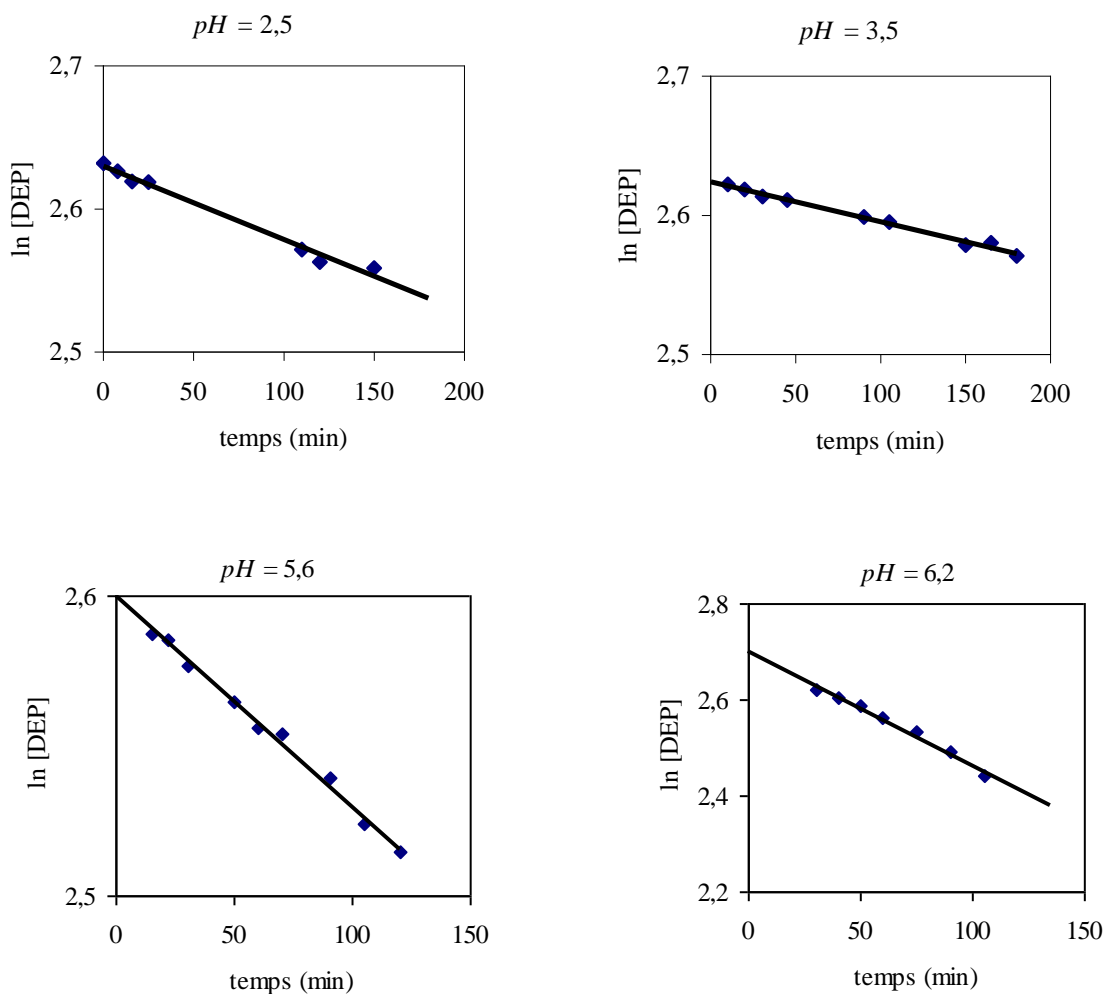 pH = 2,5
2,7
2,6
2,5
ln [DEP]
0 50 100 150 200
temps (min)
pH = 3,5
2,7
2,6
2,5
ln [DEP]
0 50 100 150 200
temps (min)
pH = 5,6
2,6
2,5
ln [DEP]
0 50 100 150
temps (min)
pH = 6,2
2,8
2,6
2,4
2,2
ln [DEP]
0 50 100 150
temps (min)